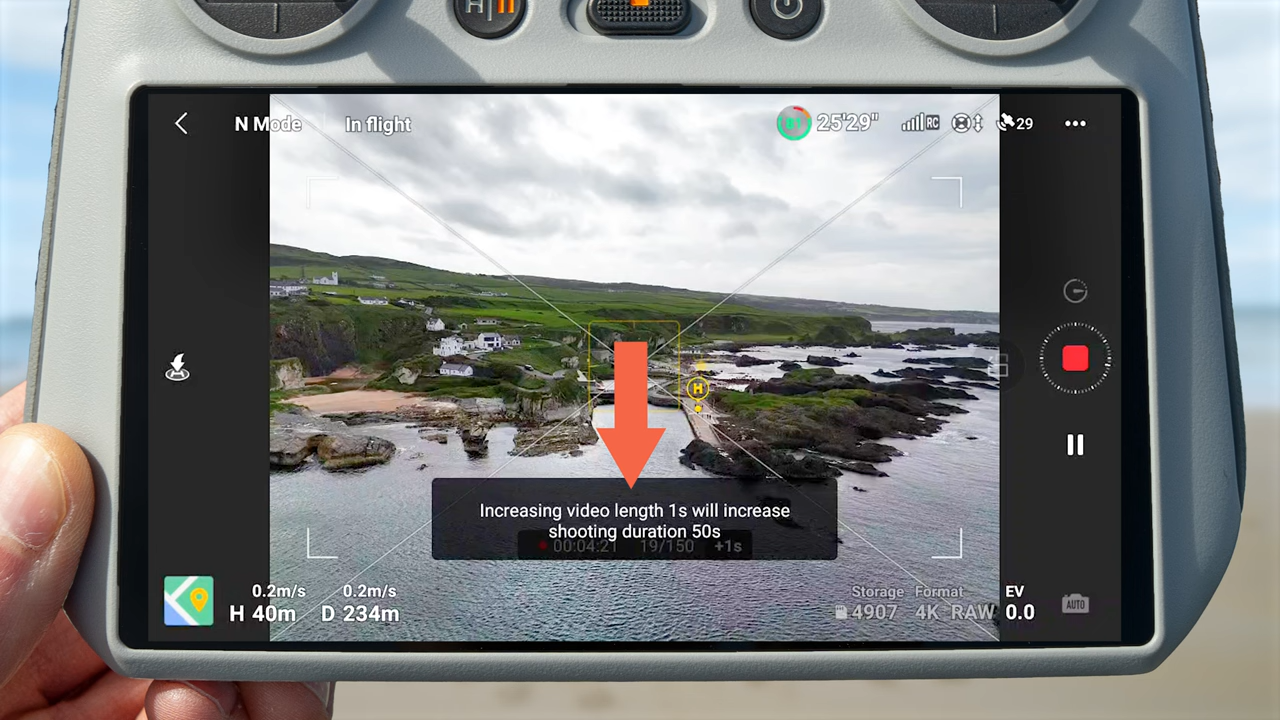 H
N Mode
In flight
81
25'29"
RC
29
H
Increasing video length 1s will increase
shooting duration 50s
00:04:21 19/150 +1s
0.2m/s 0.2m/s
H 40m D 234m
Storage Format EV
4907 4K RAW 0.0
AUTO